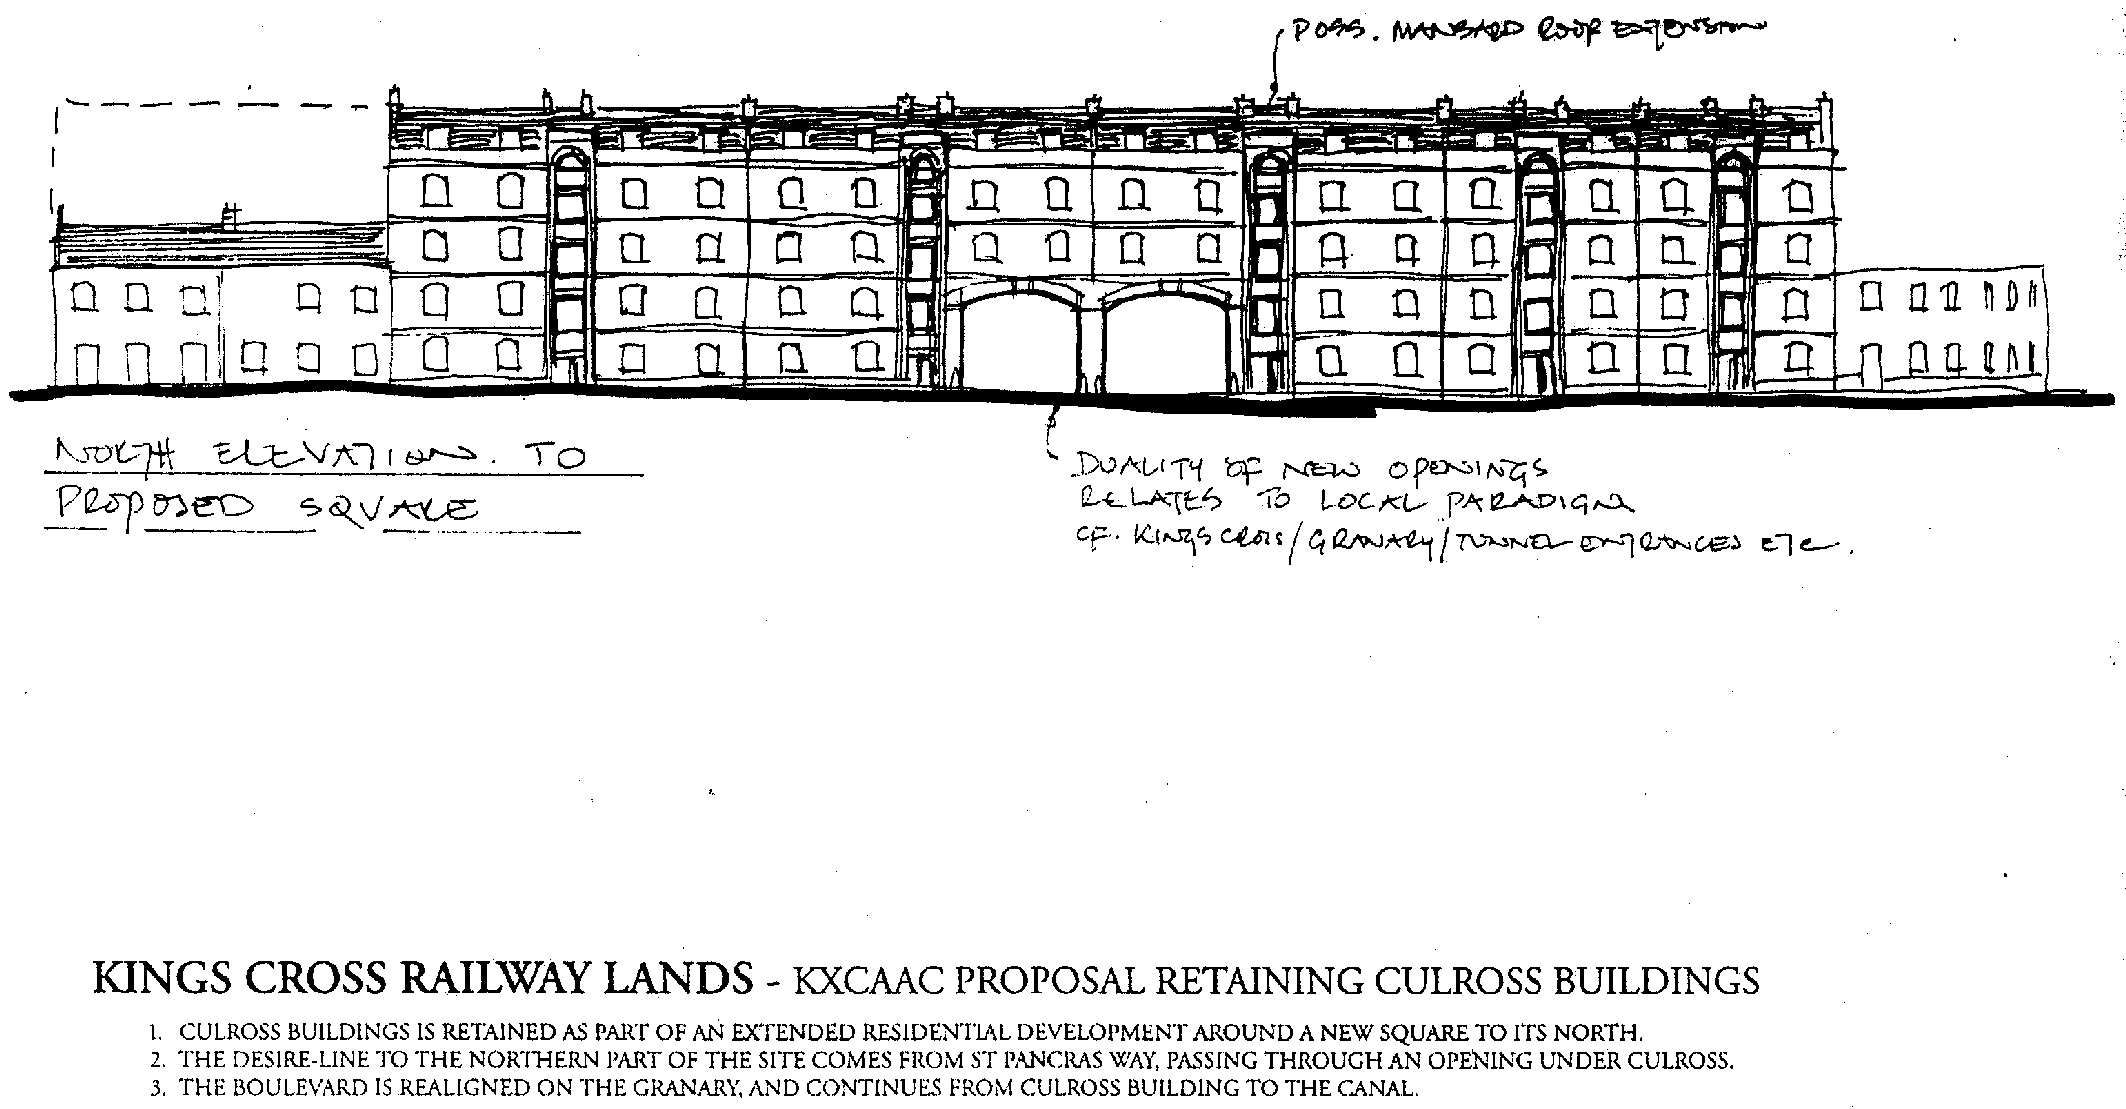 POSS. MANSARD ROOF EXTENSION
NORTH ELEVATION. TO
PROPOSED SQUARE
DUALITY OF NEW OPENINGS
RELATES TO LOCAL PARADIGM
CF. KINGS CROSS/GRANARY/TUNNEL ENTRANCES ETC.
KINGS CROSS RAILWAY LANDS - KXCAAC PROPOSAL RETAINING CULROSS BUILDINGS
1. CULROSS BUILDINGS IS RETAINED AS PART OF AN EXTENDED RESIDENTIAL DEVELOPMENT AROUND A NEW SQUARE TO ITS NORTH.
2. THE DESIRE-LINE TO THE NORTHERN PART OF THE SITE COMES FROM ST PANCRAS WAY, PASSING THROUGH AN OPENING UNDER CULROSS.
3. THE BOULEVARD IS REALIGNED ON THE GRANARY, AND CONTINUES FROM CULROSS BUILDING TO THE CANAL.